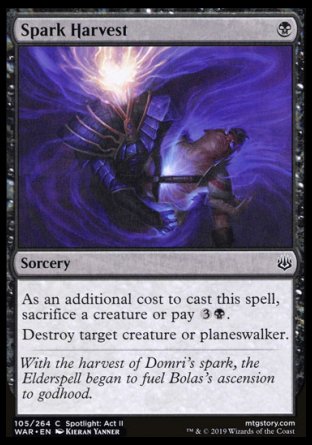 Spark Harvest
Sorcery
As an additional cost to cast this spell,
sacrifice a creature or pay 3.
Destroy target creature or planeswalker.
With the harvest of Domri's spark, the
Elderspell began to fuel Bolas's ascension
to godhood.
105/264 C Spotlight: Act II
WAR • EN Kieran Yanner
mtgstory.com
™ & © 2019 Wizards of the Coast